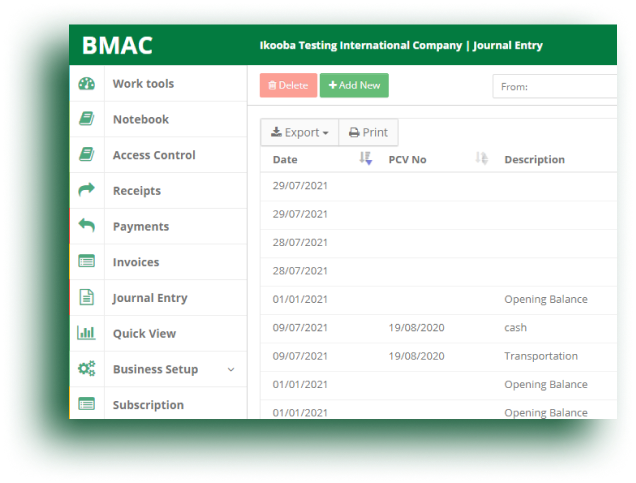 BMAC
Ikooba Testing International Company | Journal Entry
Work tools
Notebook
Access Control
Receipts
Payments
Invoices
Journal Entry
Quick View
Business Setup
Subscription
Delete + Add New
From:
Export Print
Date PCV No Description
29/07/2021
29/07/2021
28/07/2021
28/07/2021
01/01/2021 Opening Balance
09/07/2021 19/08/2020 cash
09/07/2021 19/08/2020 Transportation
01/01/2021 Opening Balance
01/01/2021 Opening Balance